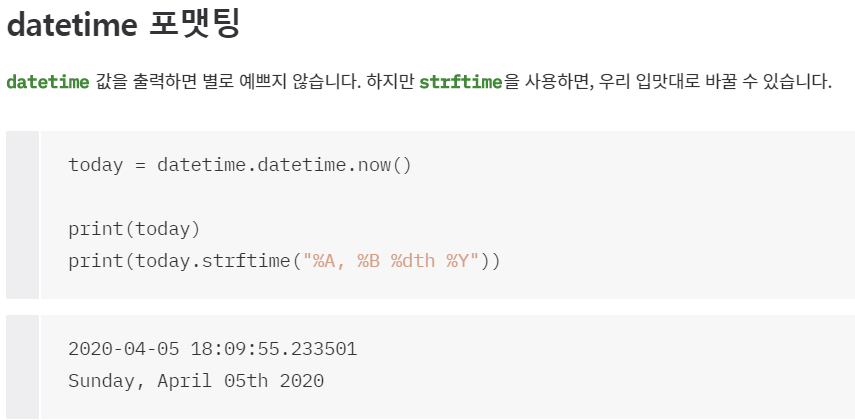 datetime 포맷팅
datetime 값을 출력하면 별로 예쁘지 않습니다. 하지만 strftime을 사용하면, 우리 입맛대로 바꿀 수 있습니다.
today = datetime.datetime.now()
print(today)
print(today.strftime("%A, %B %dth %Y"))
2020-04-05 18:09:55.233501
Sunday, April 05th 2020